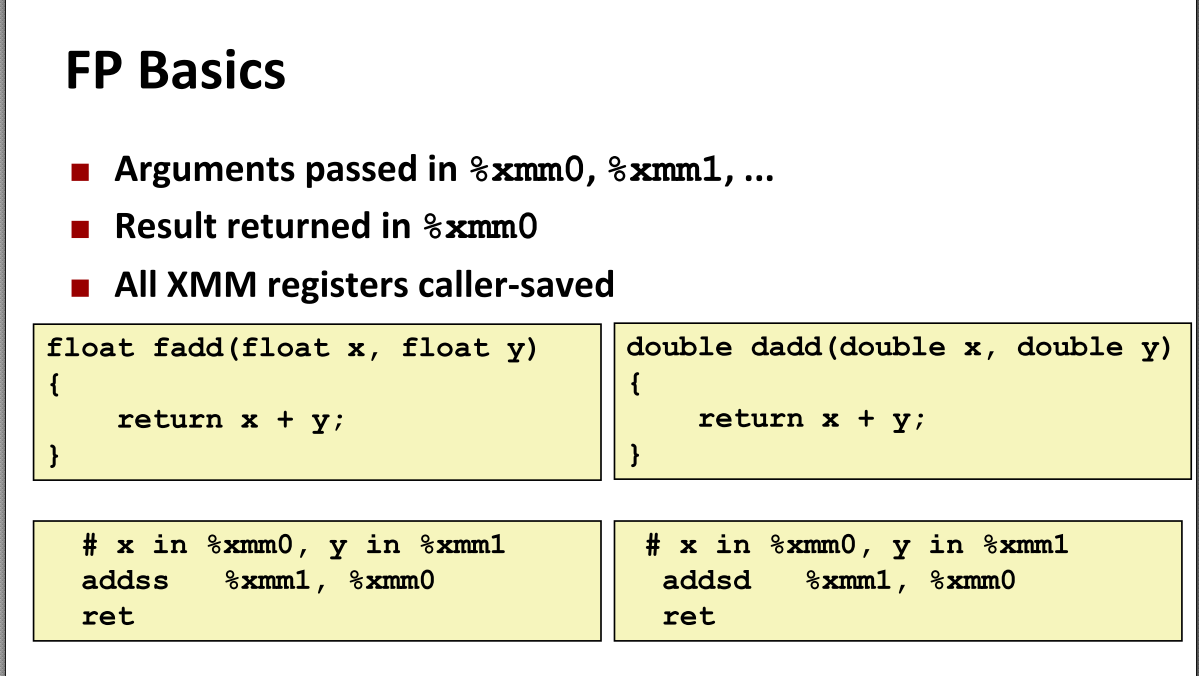 FP Basics
Arguments passed in %xmm0, %xmm1, ...
Result returned in %xmm0
All XMM registers caller-saved
float fadd(float x, float y)
{
    return x + y;
}
double dadd(double x, double y)
{
    return x + y;
}
# x in %xmm0, y in %xmm1
addss   %xmm1, %xmm0
ret
# x in %xmm0, y in %xmm1
addsd   %xmm1, %xmm0
ret